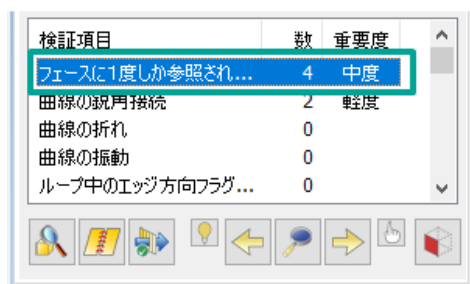 検証項目 数 重要度
フェースに1度しか参照され... 4 中度
曲線の鋭角接続 2 軽度
曲線の折れ 0
曲線の振動 0
ループ中のエッジ方向フラグ... 0